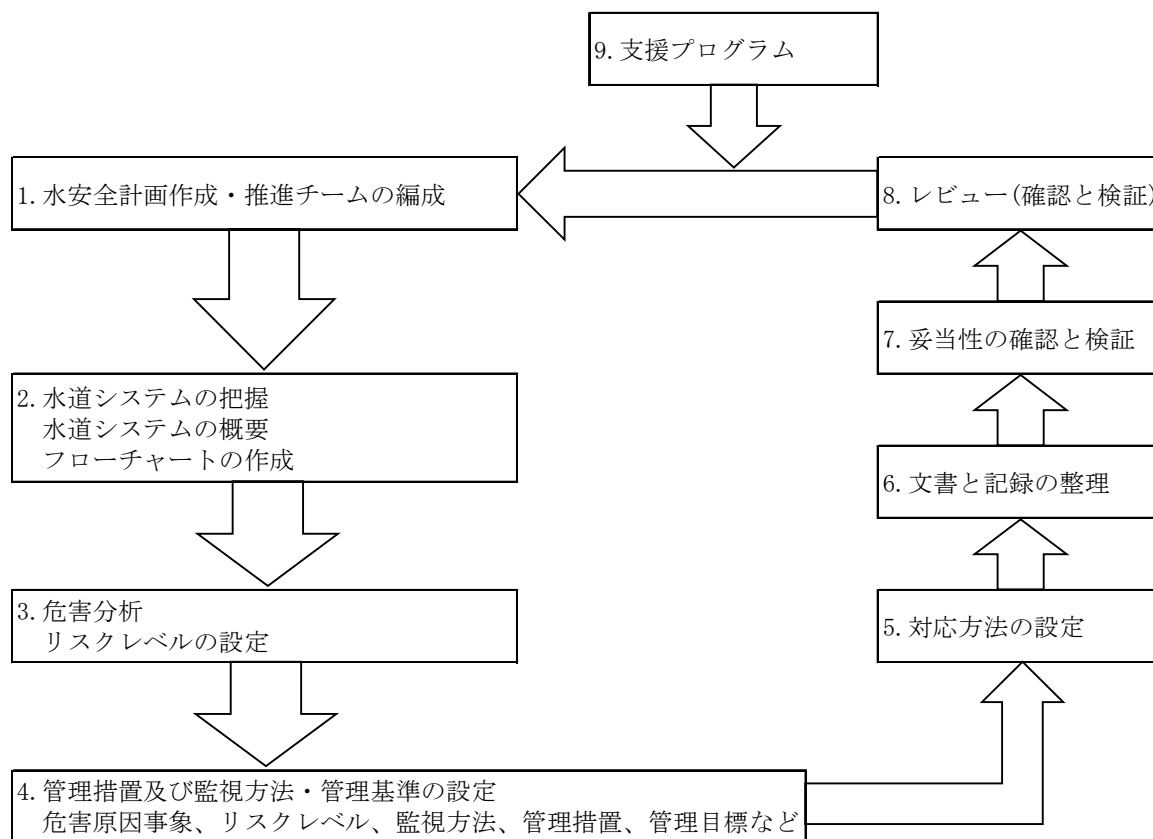 9.支援プログラム
1.水安全計画作成・推進チームの編成
8.レビュー(確認と検証)
7.妥当性の確認と検証
2.水道システムの把握
水道システムの概要
フローチャートの作成
6.文書と記録の整理
3.危害分析
リスクレベルの設定
5.対応方法の設定
4.管理措置及び監視方法・管理基準の設定
危害原因事象、リスクレベル、監視方法、管理措置、管理目標など